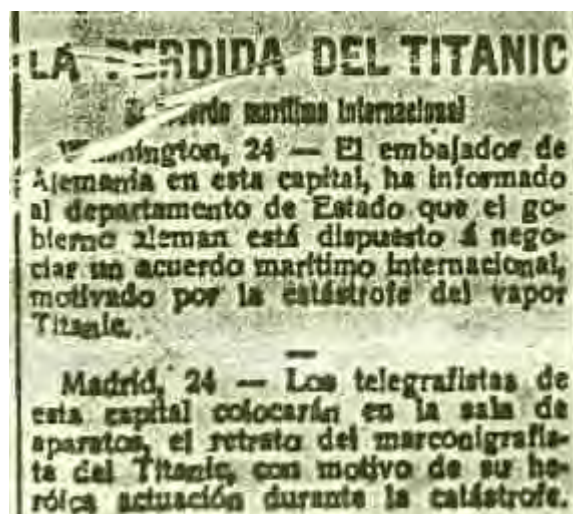 LA PERDIDA DEL TITANIC
El acuerdo marítimo internacional
Washington, 24 — El embajador de
Alemania en esta capital, ha informado
al departamento de Estado que el go-
bierno aleman está dispuesto á nego-
ciar un acuerdo marítimo internacional,
motivado por la catástrofe del vapor
Titanic.
Madrid, 24 — Los telegrafistas de
esta capital colocarán en la sala de
aparatos, el retrato del marconigrafis-
ta del Titanic, con motivo de su he-
róica actuación durante la catástrofe.